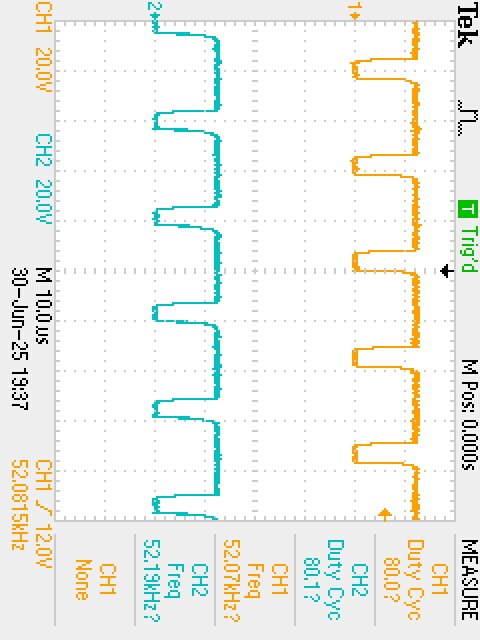 Tek T Trig'd M Pos: 0.000s MEASURE
CH1
Duty Cyc
80.0?
CH2
Duty Cyc
80.1?
CH1
Freq
52.07kHz?
CH2
Freq
52.19kHz?
CH1
None
1
2
CH1 20.0V CH2 20.0V M 10.0us CH1 / 12.0V
30-Jun-25 19:37 52.0815kHz